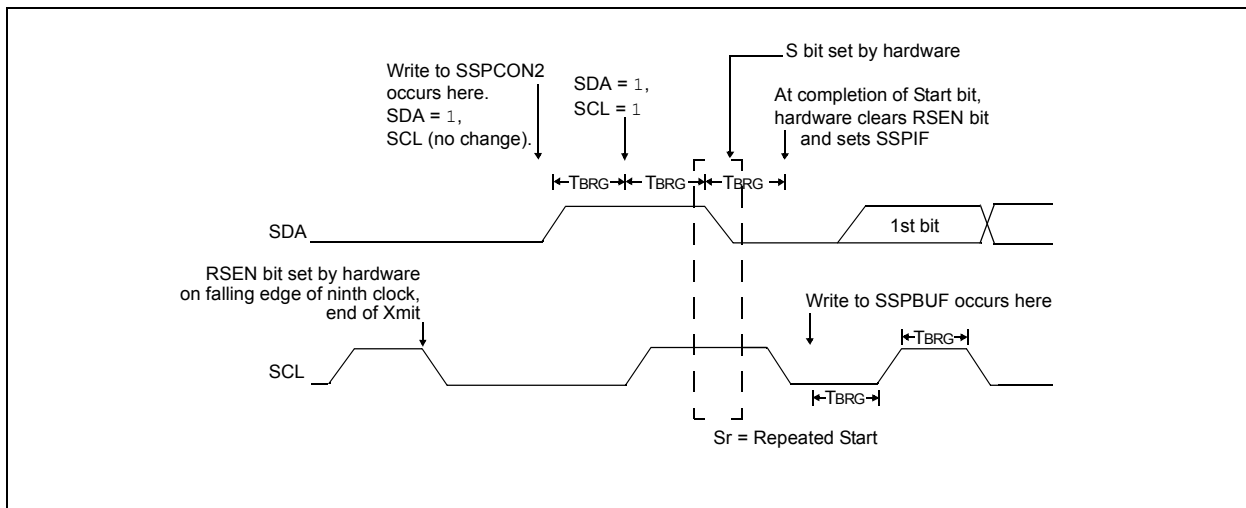 S bit set by hardware
Write to SSPCON2
occurs here.
SDA = 1,
SCL (no change).
SDA = 1,
SCL = 1
At completion of Start bit,
hardware clears RSEN bit
and sets SSPIF
TBRG
TBRG
TBRG
SDA
1st bit
RSEN bit set by hardware
on falling edge of ninth clock,
end of Xmit
Write to SSPBUF occurs here
TBRG
SCL
TBRG
Sr = Repeated Start